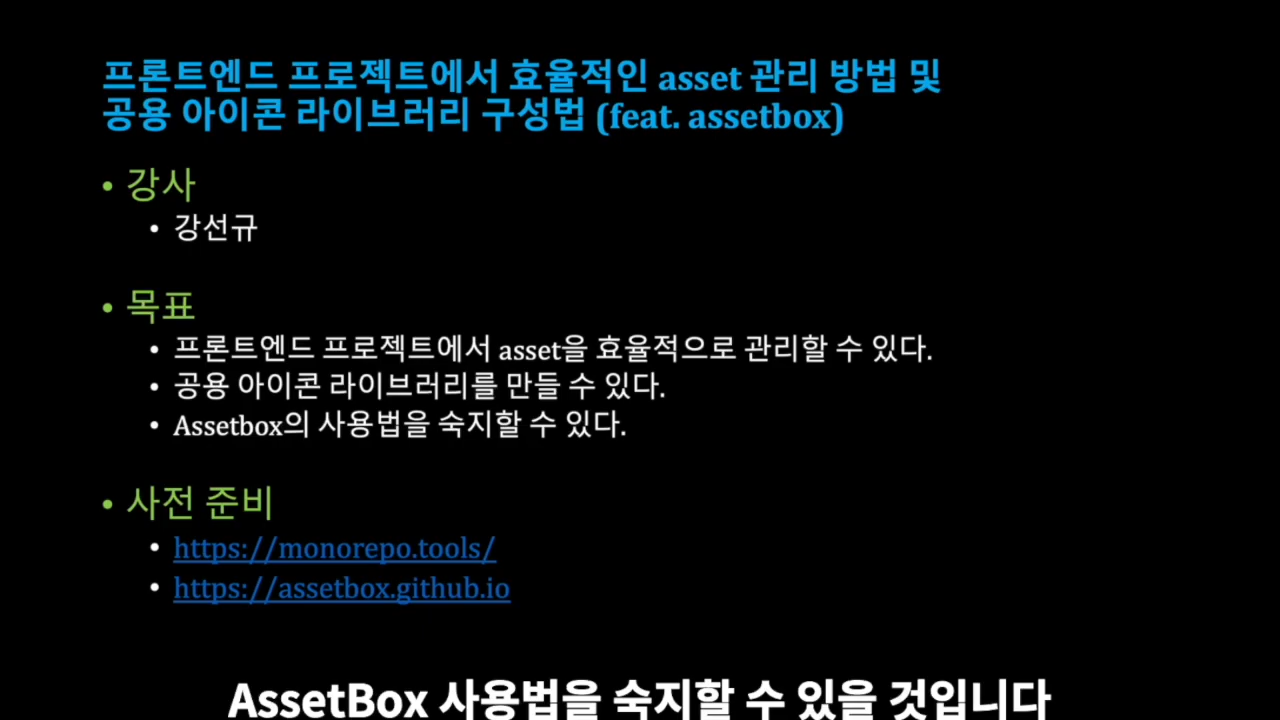 프론트엔드 프로젝트에서 효율적인 asset 관리 방법 및
공용 아이콘 라이브러리 구성법 (feat. assetbox)
• 강사
• 강선규
• 목표
• 프론트엔드 프로젝트에서 asset을 효율적으로 관리할 수 있다.
• 공용 아이콘 라이브러리를 만들 수 있다.
• Assetbox의 사용법을 숙지할 수 있다.
• 사전 준비
• https://monorepo.tools/
• https://assetbox.github.io
AssetBox 사용법을 숙지할 수 있을 것입니다